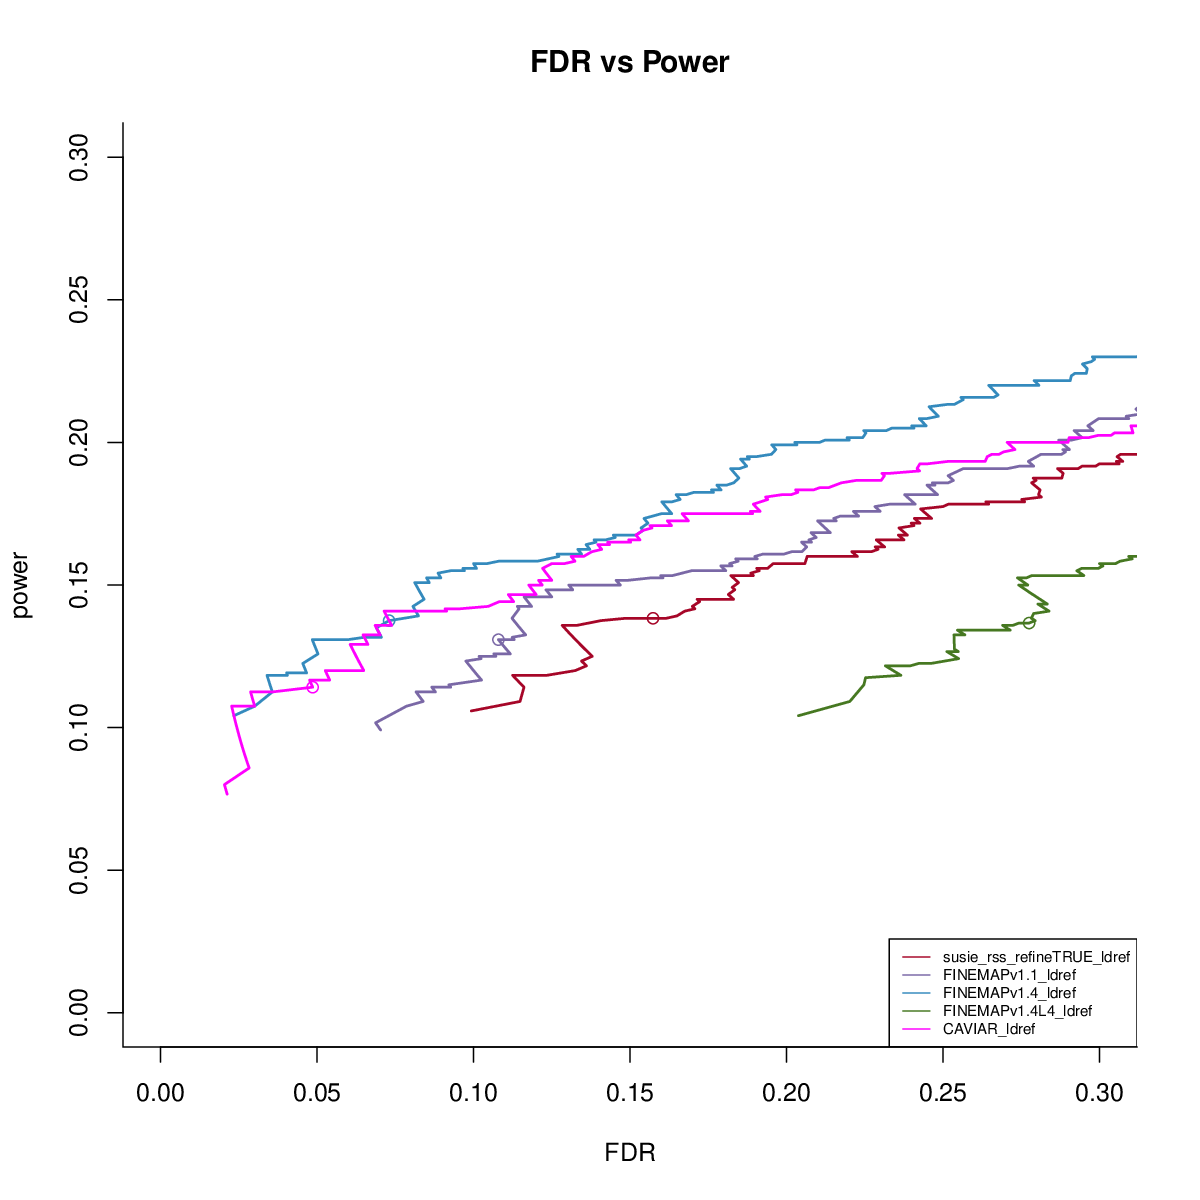 FDR vs Power
0.30
0.25
0.20
0.15
0.10
0.05
0.00
power
0.00 0.05 0.10 0.15 0.20 0.25 0.30
FDR
susie_rss_refineTRUE_ldref
FINEMAPv1.1_ldref
FINEMAPv1.4_ldref
FINEMAPv1.4L4_ldref
CAVIAR_ldref